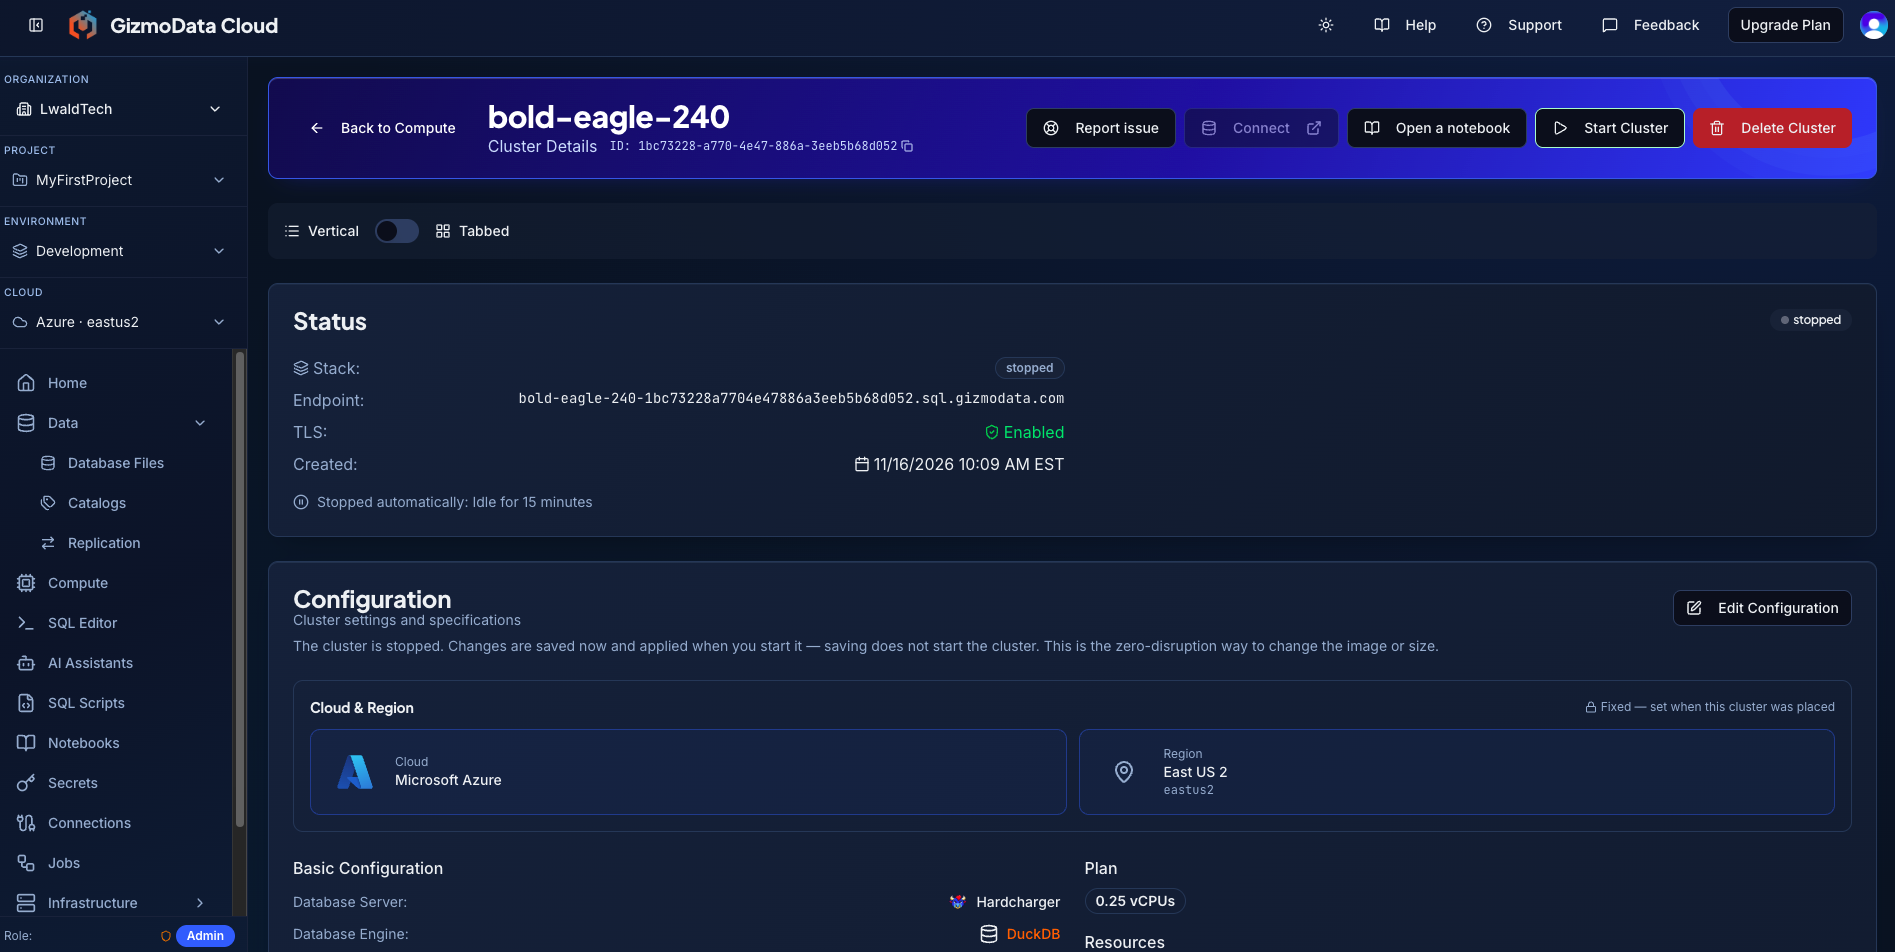 GizmoData Cloud
Help
Support
Feedback
Upgrade Plan
ORGANIZATION
LwaldTech
PROJECT
MyFirstProject
ENVIRONMENT
Development
CLOUD
Azure · eastus2
Home
Data
Database Files
Catalogs
Replication
Compute
SQL Editor
AI Assistants
SQL Scripts
Notebooks
Secrets
Connections
Jobs
Infrastructure
Role:
Admin
Back to Compute
bold-eagle-240
Cluster Details ID: 1bc73228-a770-4e47-886a-3eeb5b68d052
Report issue
Connect
Open a notebook
Start Cluster
Delete Cluster
Vertical
Tabbed
Status
stopped
Stack: stopped
Endpoint: bold-eagle-240-1bc73228a7704e47886a3eeb5b68d052.sql.gizmodata.com
TLS: Enabled
Created: 11/16/2026 10:09 AM EST
Stopped automatically: Idle for 15 minutes
Configuration
Cluster settings and specifications
Edit Configuration
The cluster is stopped. Changes are saved now and applied when you start it — saving does not start the cluster. This is the zero-disruption way to change the image or size.
Cloud & Region
Fixed — set when this cluster was placed
Cloud
Microsoft Azure
Region
East US 2
eastus2
Basic Configuration
Database Server: Hardcharger
Database Engine: DuckDB
Plan
0.25 vCPUs
Resources